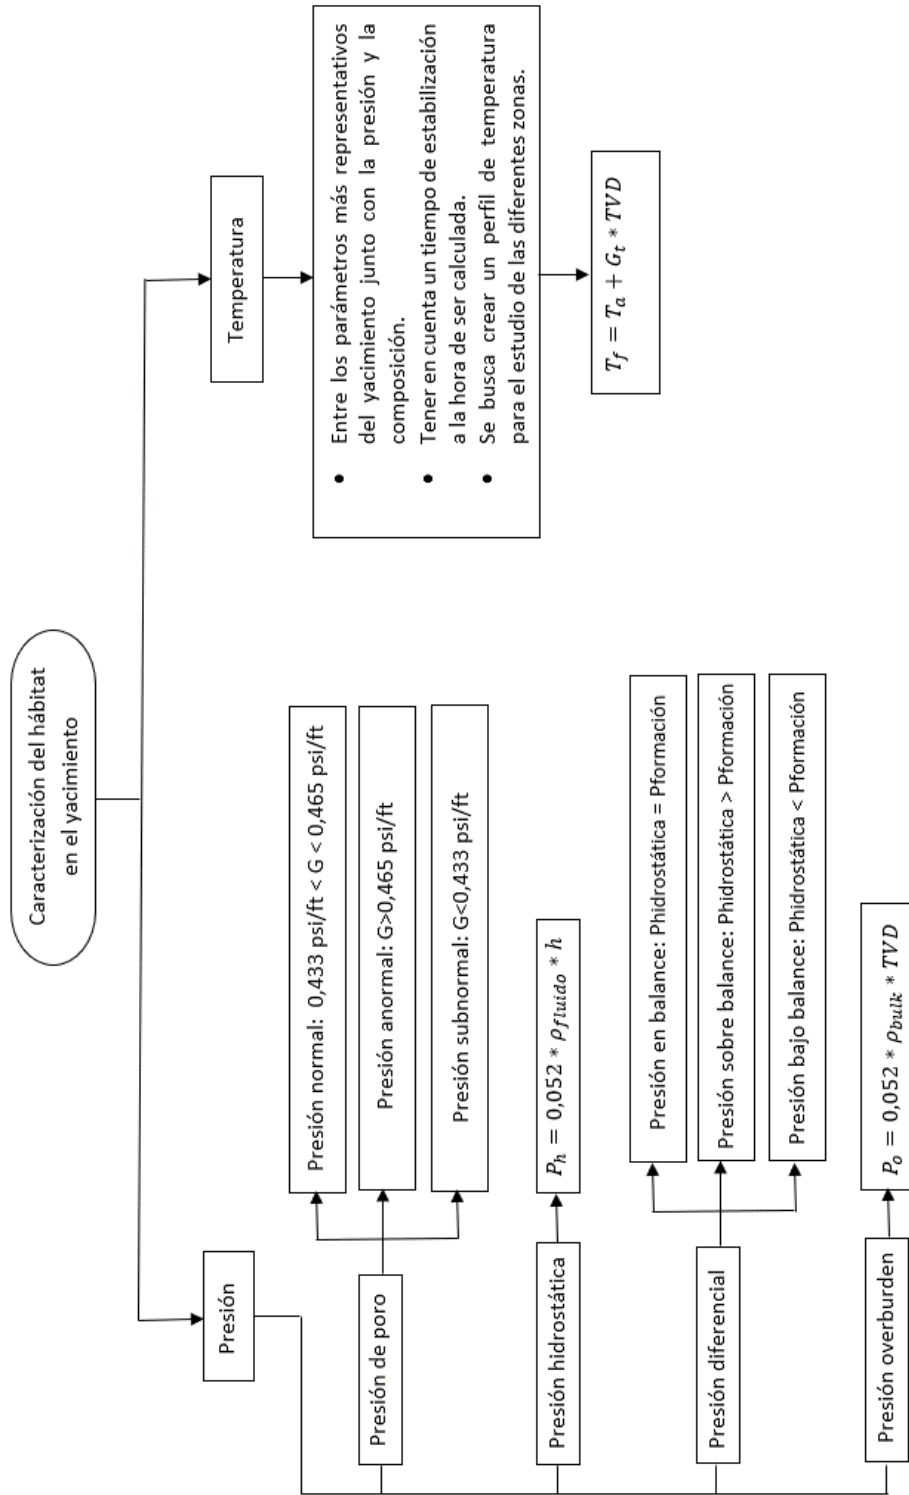 Caracterización del hábitat
en el yacimiento
Presión
Presión de poro
Presión normal: 0,433 psi/ft < G < 0,465 psi/ft
Presión anormal: G>0,465 psi/ft
Presión subnormal: G<0,433 psi/ft
Presión hidrostática
P_h = 0,052 * ρ_fluido * h
Presión diferencial
Presión en balance: Phidrostática = Pformación
Presión sobre balance: Phidrostática > Pformación
Presión bajo balance: Phidrostática < Pformación
Presión overburden
P_o = 0,052 * ρ_bulk * TVD
Temperatura
• Entre los parámetros más representativos
del yacimiento junto con la presión y la
composición.
• Tener en cuenta un tiempo de estabilización
a la hora de ser calculada.
• Se busca crear un perfil de temperatura
para el estudio de las diferentes zonas.
T_f = T_a + G_t * TVD